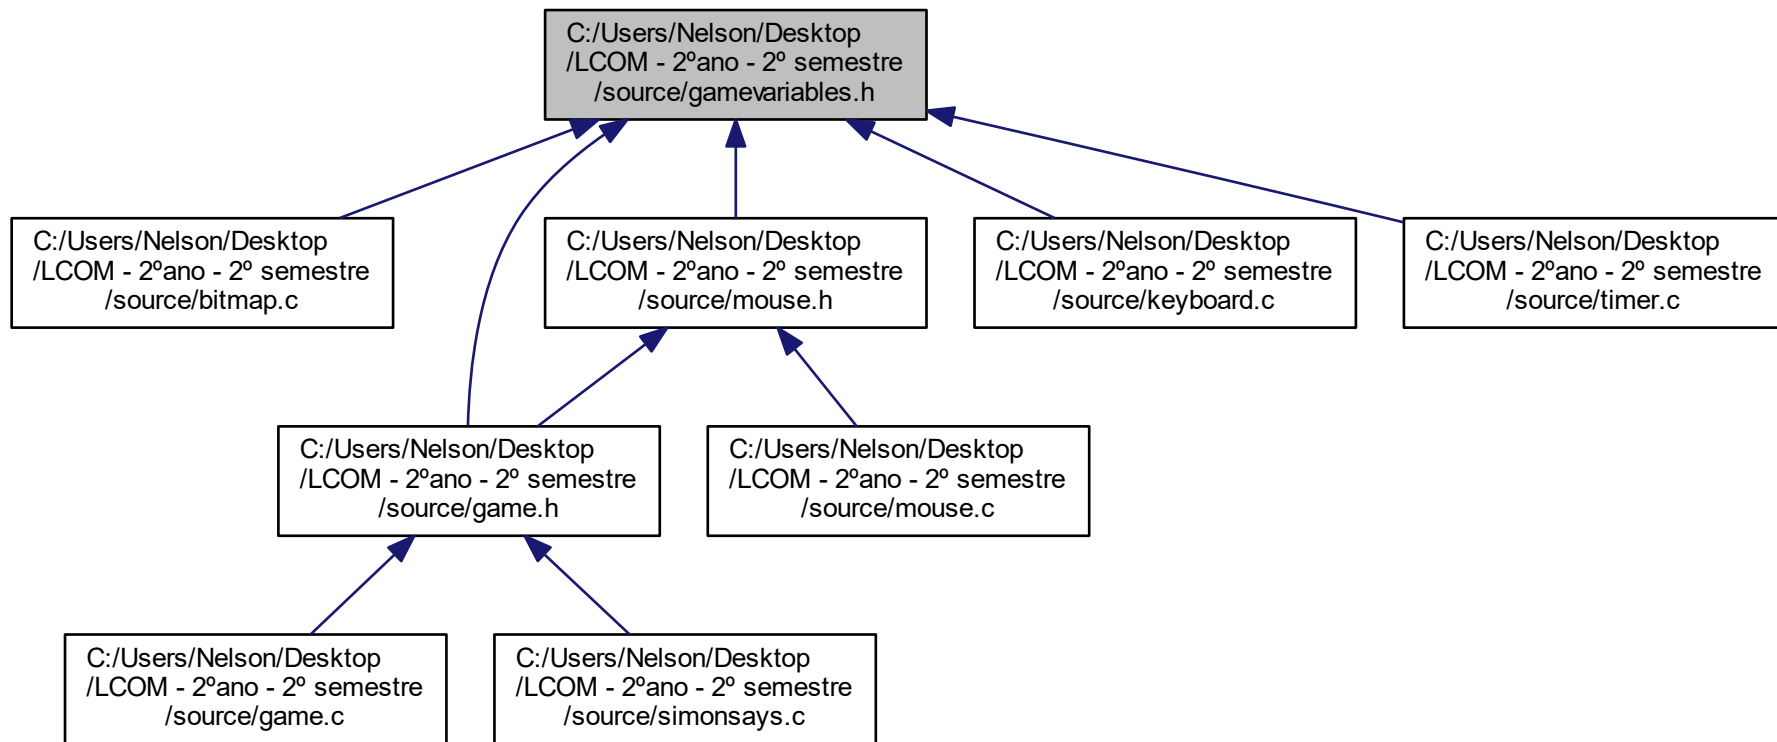 C:/Users/Nelson/Desktop
/LCOM - 2ºano - 2º semestre
/source/gamevariables.h
C:/Users/Nelson/Desktop
/LCOM - 2ºano - 2º semestre
/source/bitmap.c
C:/Users/Nelson/Desktop
/LCOM - 2ºano - 2º semestre
/source/mouse.h
C:/Users/Nelson/Desktop
/LCOM - 2ºano - 2º semestre
/source/keyboard.c
C:/Users/Nelson/Desktop
/LCOM - 2ºano - 2º semestre
/source/timer.c
C:/Users/Nelson/Desktop
/LCOM - 2ºano - 2º semestre
/source/game.h
C:/Users/Nelson/Desktop
/LCOM - 2ºano - 2º semestre
/source/mouse.c
C:/Users/Nelson/Desktop
/LCOM - 2ºano - 2º semestre
/source/game.c
C:/Users/Nelson/Desktop
/LCOM - 2ºano - 2º semestre
/source/simonsays.c